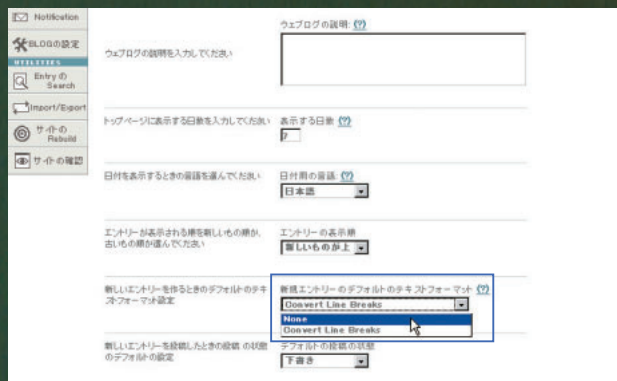 Notification
BLOGの設定
UTILITIES
Entry の
Search
Import/Export
サイトの
Rebuild
サイトの確認
ウェブログの説明: (?)
ウェブログの説明を入力してください
トップページに表示する日数を入力してください
表示する日数 (?)
7
日付を表示するときの言語を選んでください
日付用の言語: (?)
日本語
エントリーが表示される順を新しいもの順か、
古いもの順か選んでください
エントリーの表示順
新しいものが上
新しいエントリーを作るときのデフォルトのテキ
ストフォーマット設定
新規エントリーのデフォルトのテキストフォーマット (?)
Convert Line Breaks
None
Convert Line Breaks
新しいエントリーを投稿したときの投稿 の状態
のデフォルトの設定
デフォルトの投稿の状態
下書き